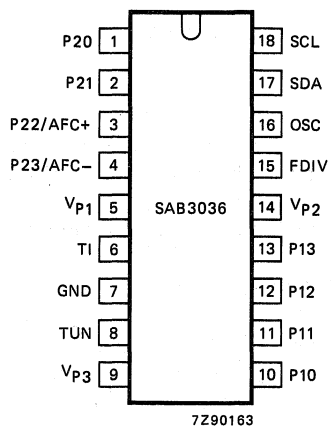 P20 1 18 SCL
P21 2 17 SDA
P22/AFC+ 3 16 OSC
P23/AFC− 4 15 FDIV
VP1 5 SAB3036 14 VP2
TI 6 13 P13
GND 7 12 P12
TUN 8 11 P11
VP3 9 10 P10
7Z90163